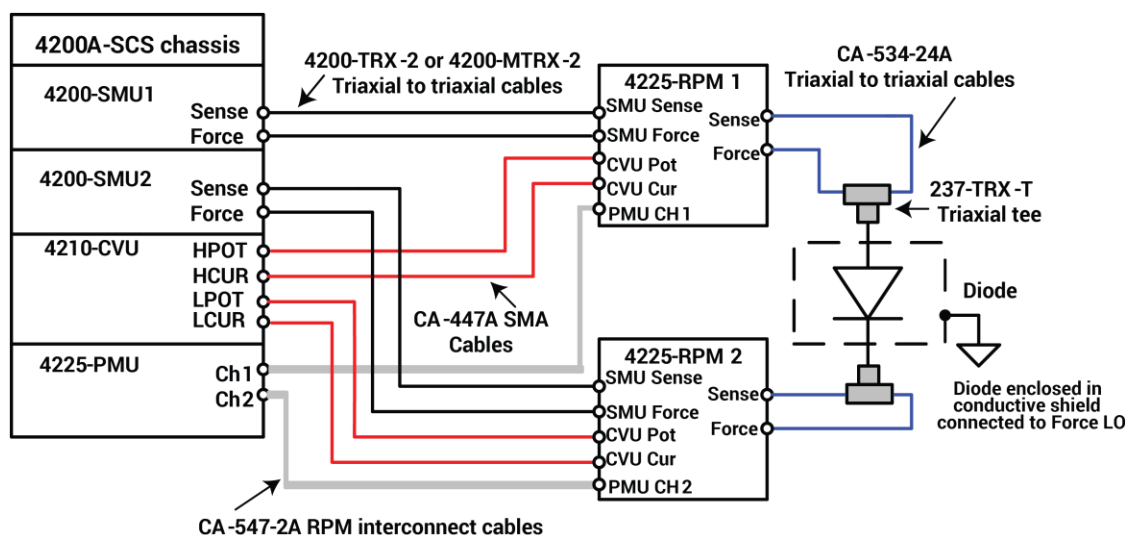 4200A-SCS chassis
4200-SMU1
Sense
Force
4200-SMU2
Sense
Force
4210-CVU
HPOT
HCUR
LPOT
LCUR
4225-PMU
Ch1
Ch2
4200-TRX-2 or 4200-MTRX-2
Triaxial to triaxial cables
CA-447A SMA
Cables
CA-547-2A RPM interconnect cables
4225-RPM 1
SMU Sense
SMU Force
CVU Pot
CVU Cur
PMU CH1
Sense
Force
4225-RPM 2
SMU Sense
SMU Force
CVU Pot
CVU Cur
PMU CH2
Sense
Force
CA-534-24A
Triaxial to triaxial cables
237-TRX-T
Triaxial tee
Diode
Diode enclosed in
conductive shield
connected to Force LO